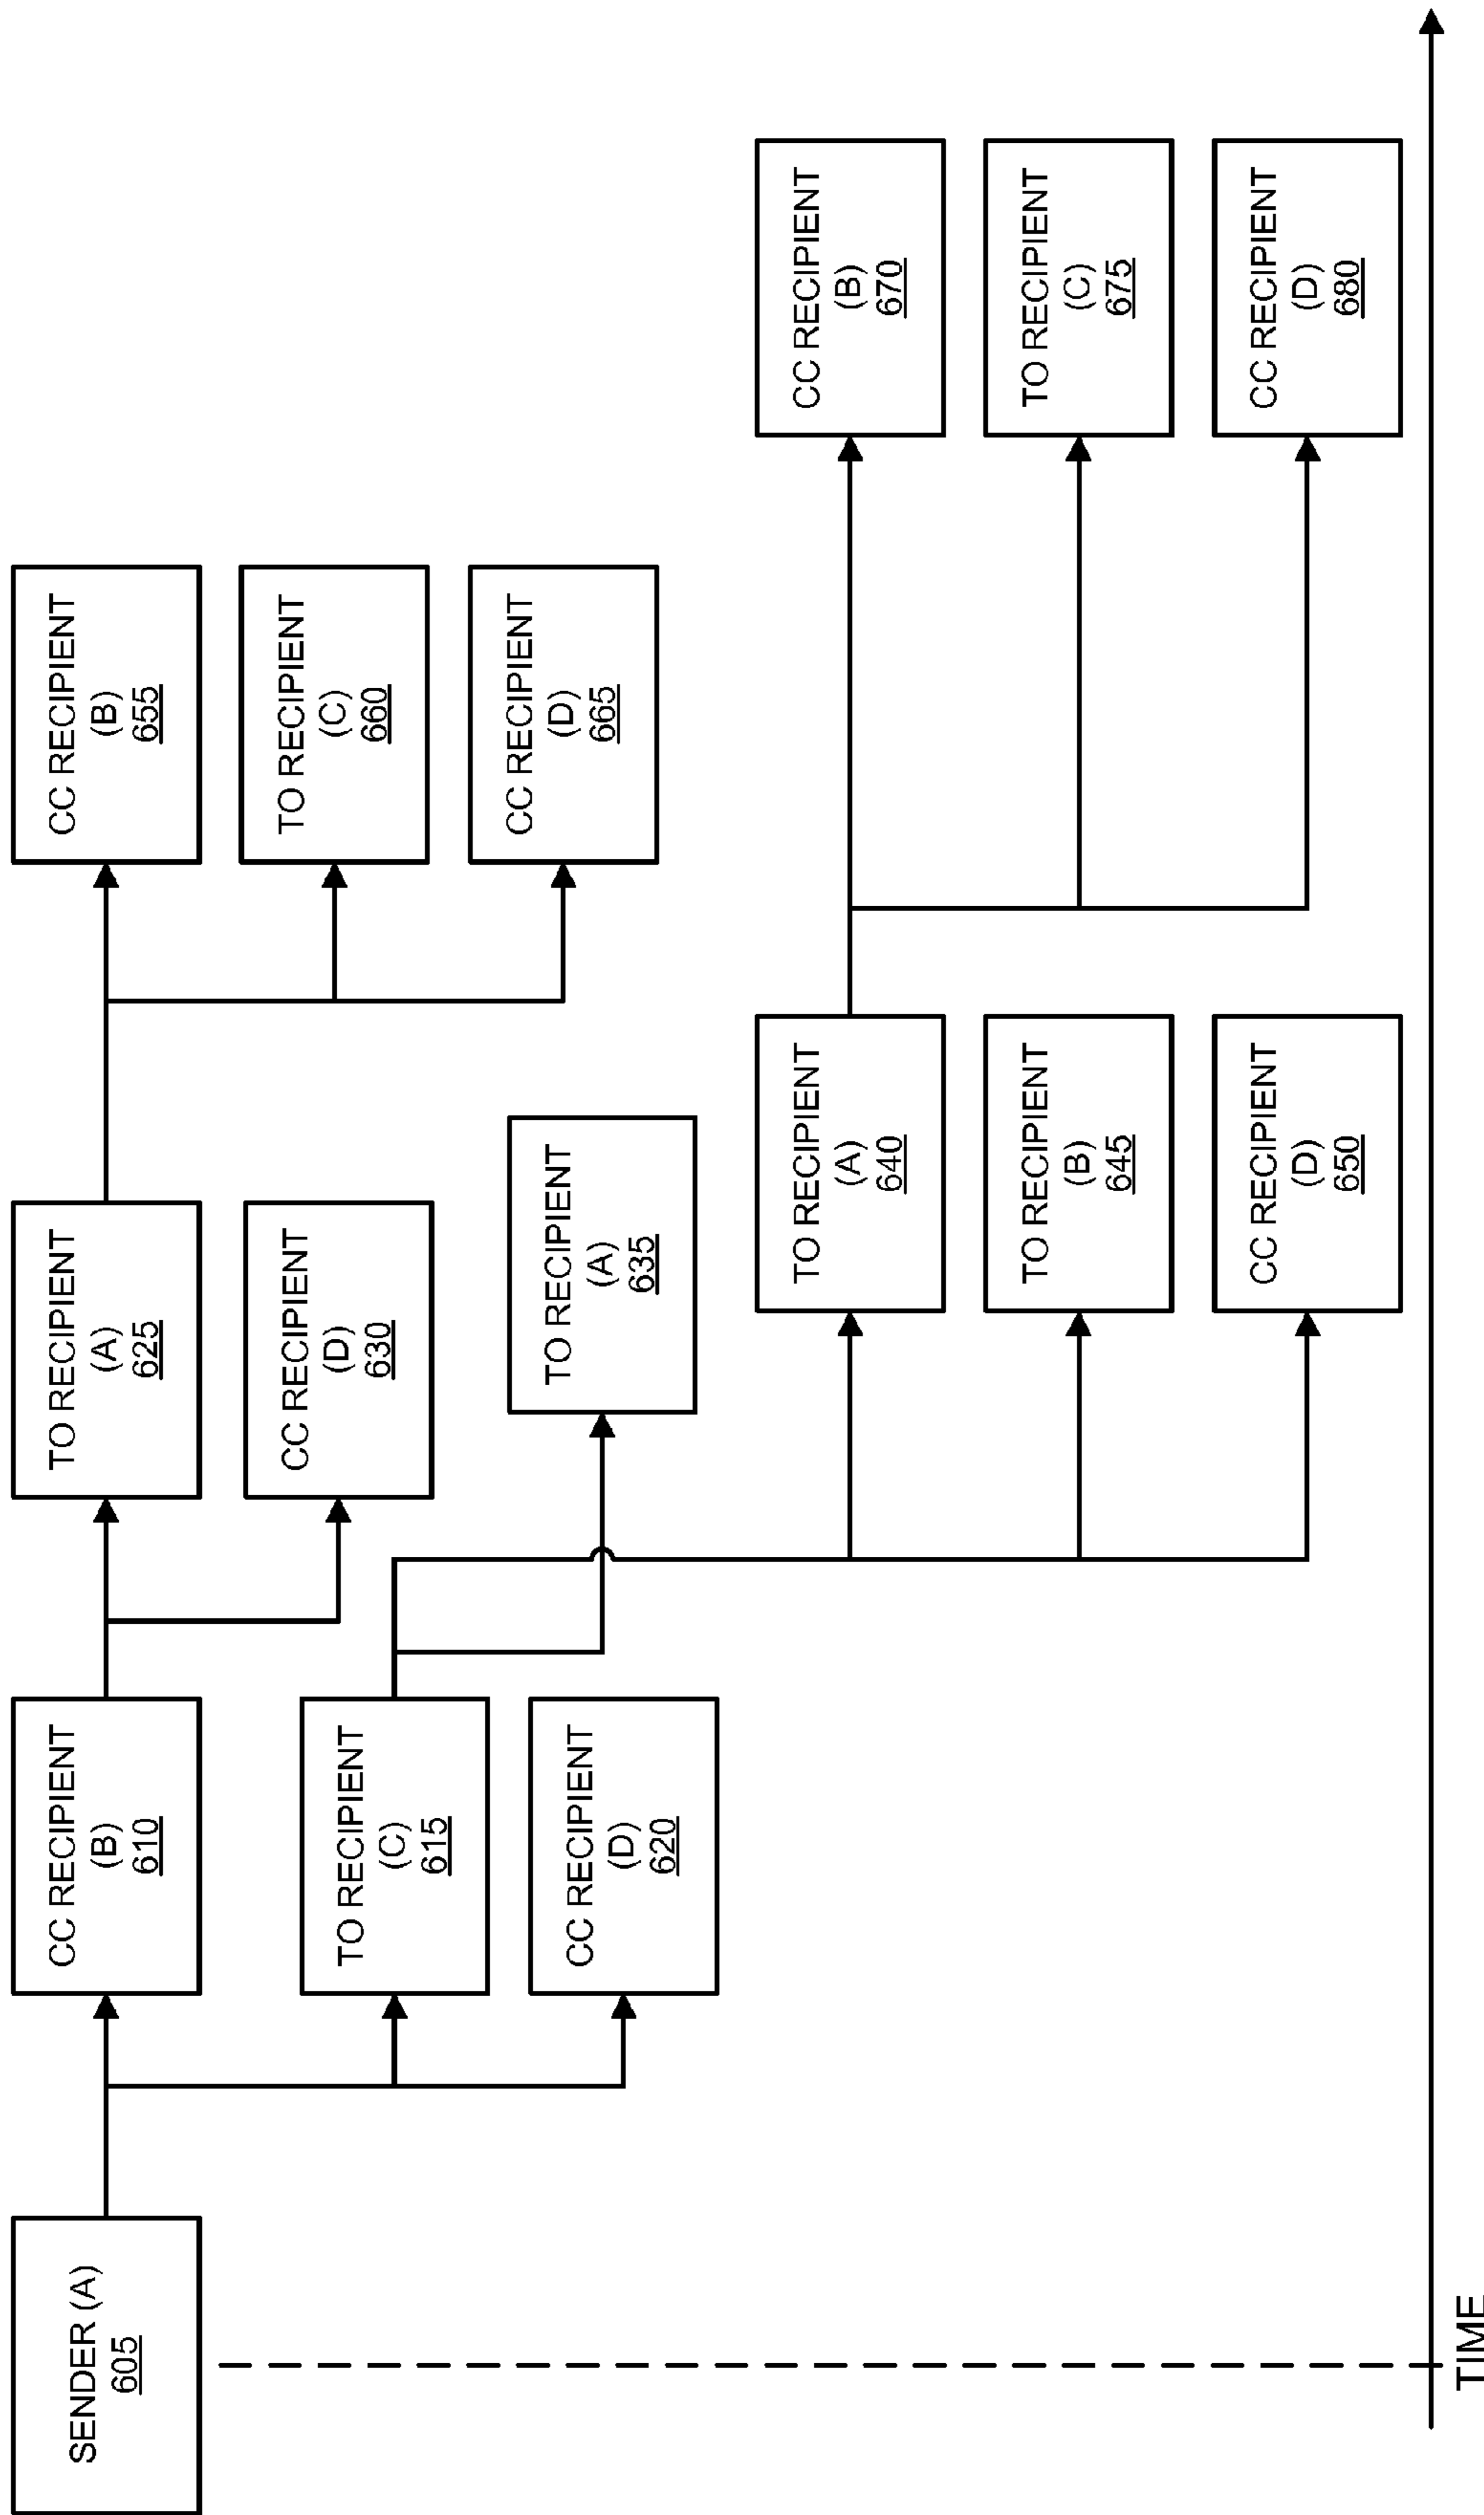 SENDER (A)
605
CC RECIPIENT
(B)
610
TO RECIPIENT
(C)
615
CC RECIPIENT
(D)
620
TO RECIPIENT
(A)
625
CC RECIPIENT
(D)
630
TO RECIPIENT
(A)
635
TO RECIPIENT
(A)
640
TO RECIPIENT
(B)
645
CC RECIPIENT
(D)
650
CC RECIPIENT
(B)
655
TO RECIPIENT
(C)
660
CC RECIPIENT
(D)
665
CC RECIPIENT
(B)
670
TO RECIPIENT
(C)
675
CC RECIPIENT
(D)
680
TIME